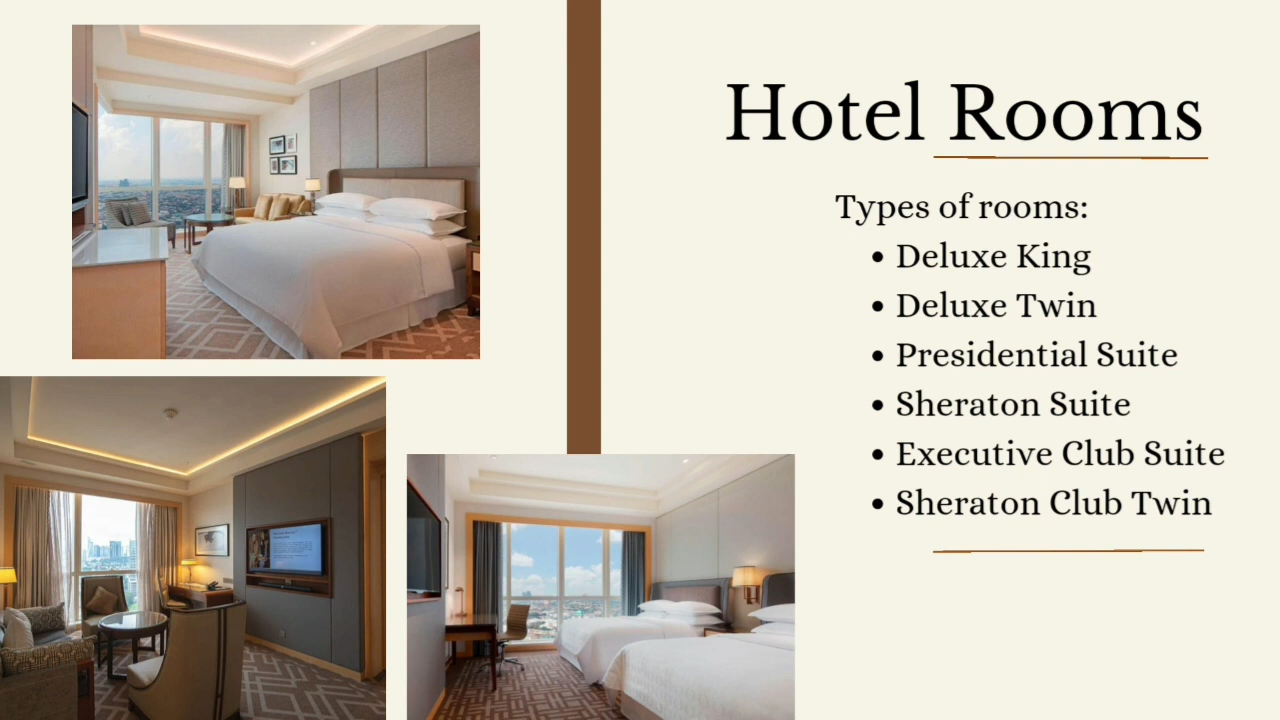 Hotel Rooms
Types of rooms:
• Deluxe King
• Deluxe Twin
• Presidential Suite
• Sheraton Suite
• Executive Club Suite
• Sheraton Club Twin